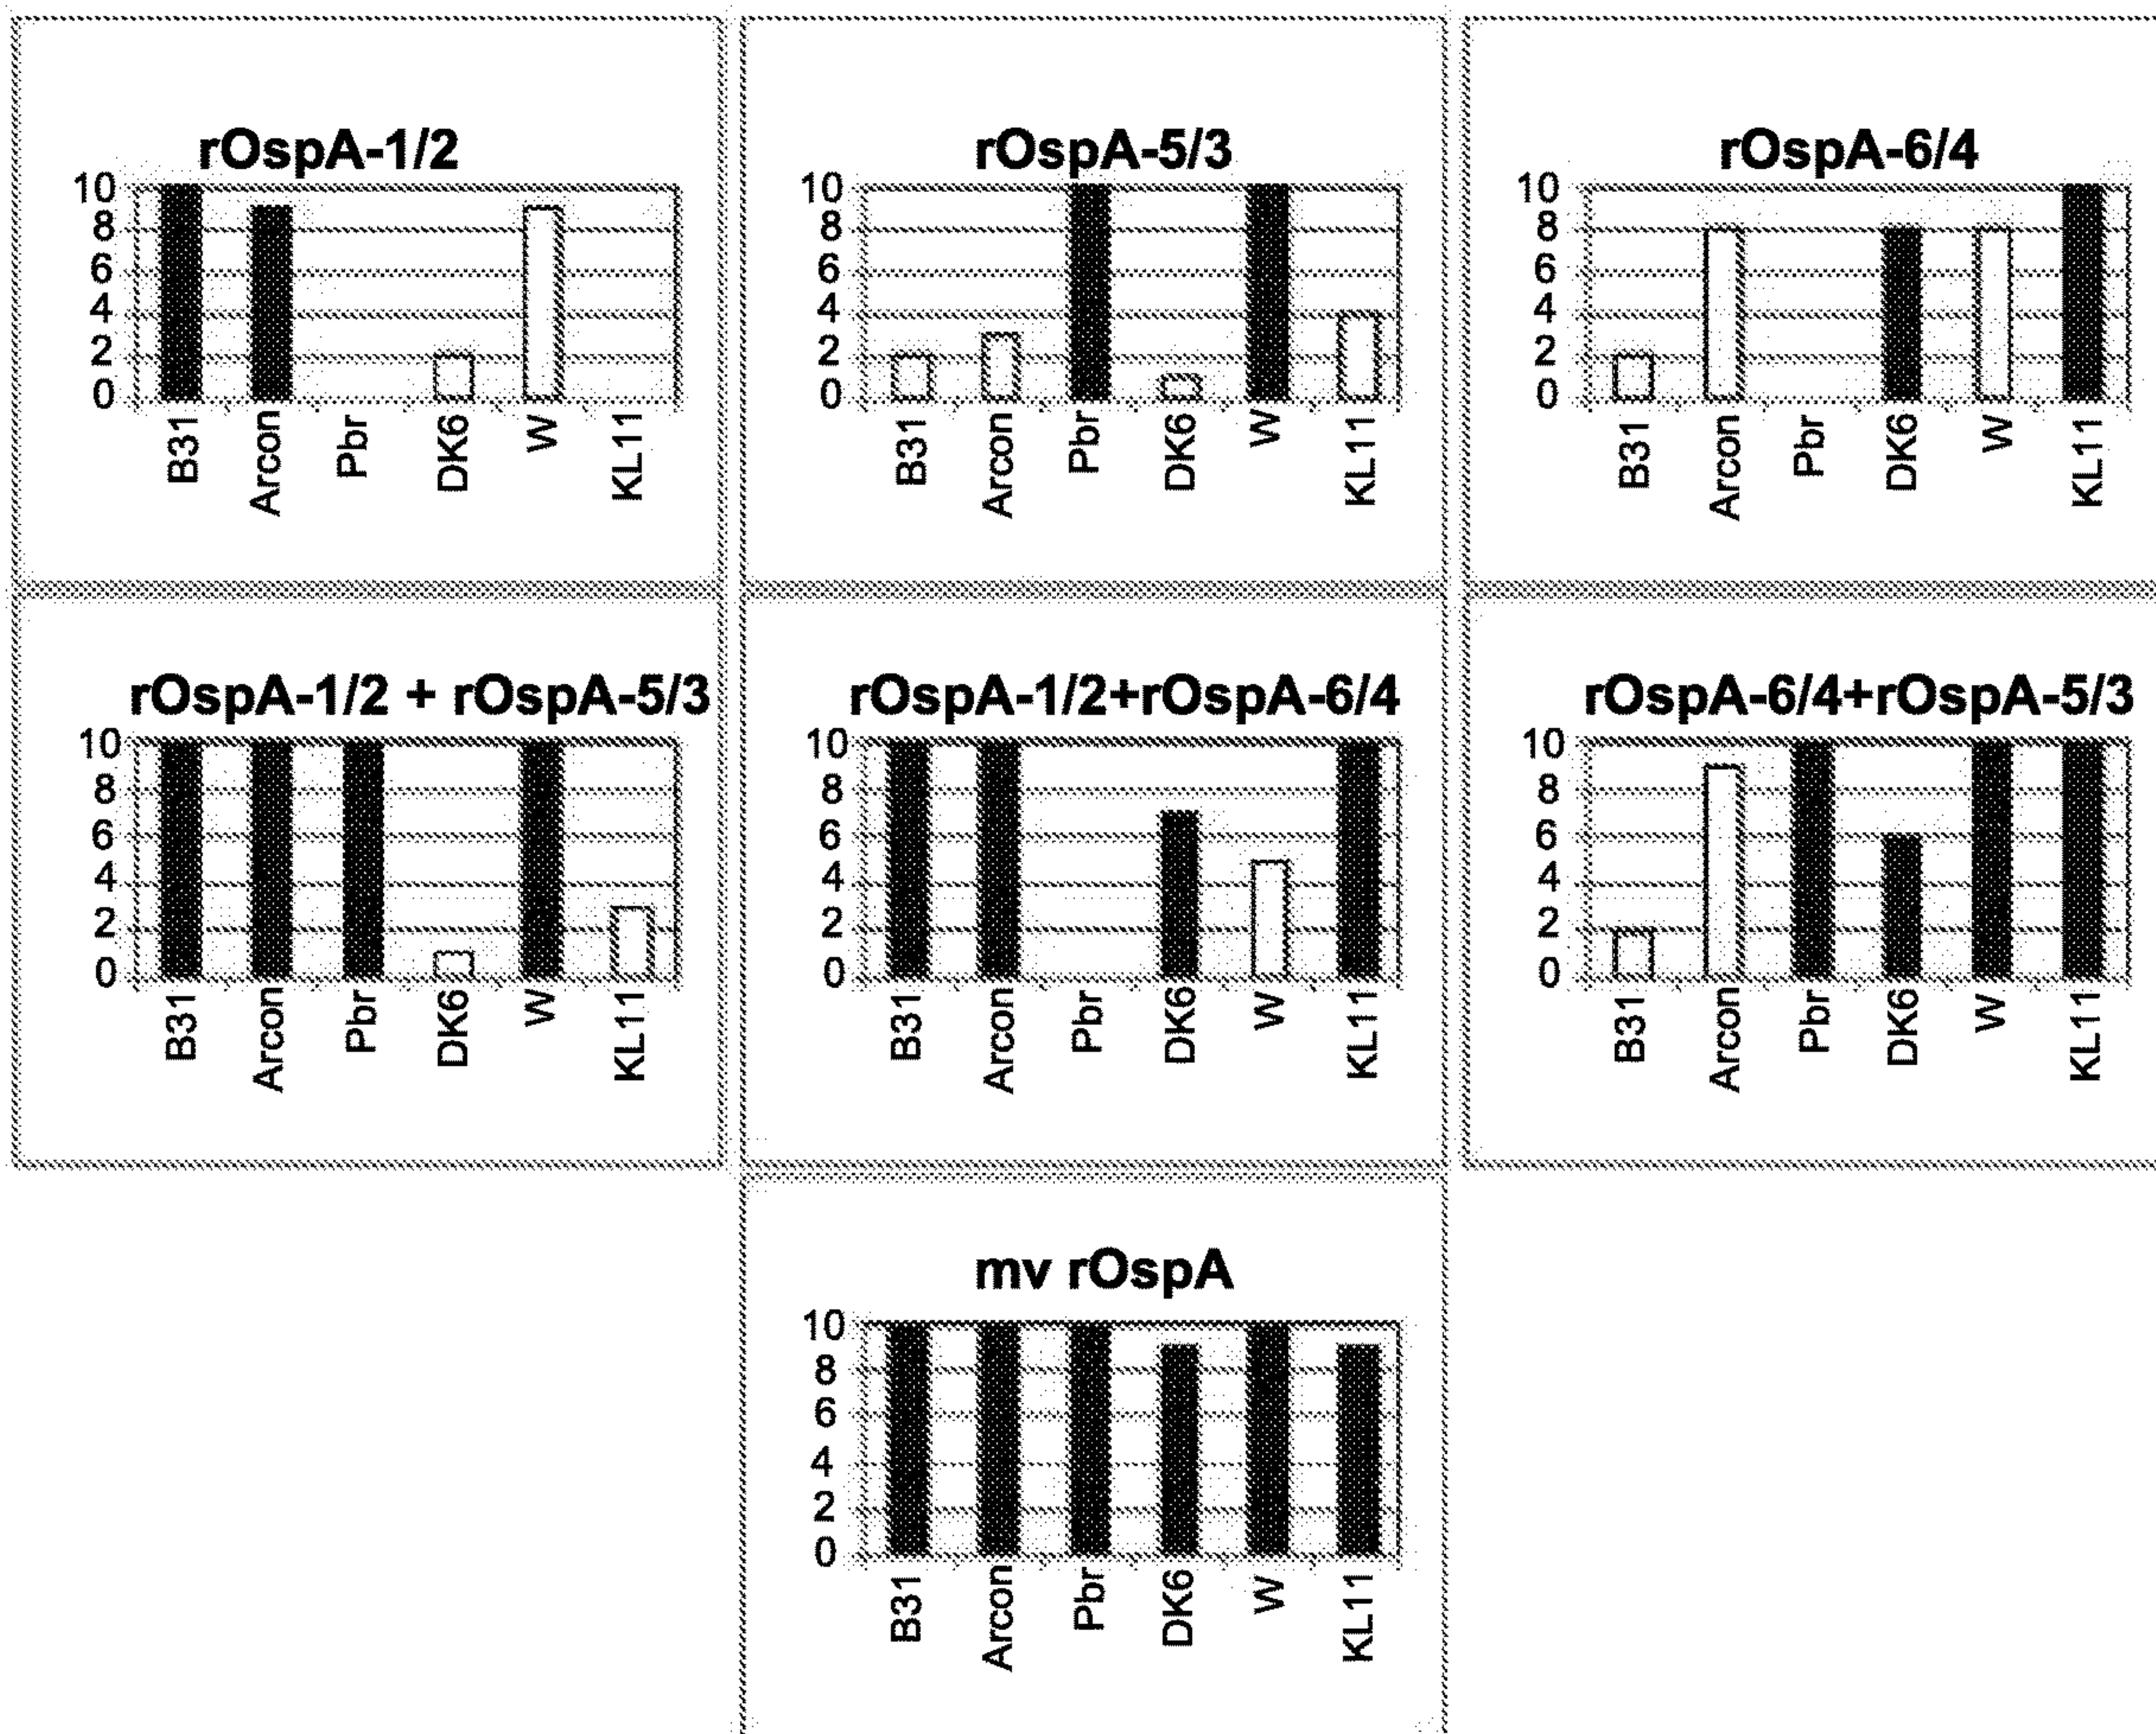 rOspA-1/2
10
8
6
4
2
0
B31
Arcon
Pbr
DK6
W
KL11
rOspA-5/3
10
8
6
4
2
0
B31
Arcon
Pbr
DK6
W
KL11
rOspA-6/4
10
8
6
4
2
0
B31
Arcon
Pbr
DK6
W
KL11
rOspA-1/2 + rOspA-5/3
10
8
6
4
2
0
B31
Arcon
Pbr
DK6
W
KL11
rOspA-1/2+rOspA-6/4
10
8
6
4
2
0
B31
Arcon
Pbr
DK6
W
KL11
rOspA-6/4+rOspA-5/3
10
8
6
4
2
0
B31
Arcon
Pbr
DK6
W
KL11
mv rOspA
10
8
6
4
2
0
B31
Arcon
Pbr
DK6
W
KL11